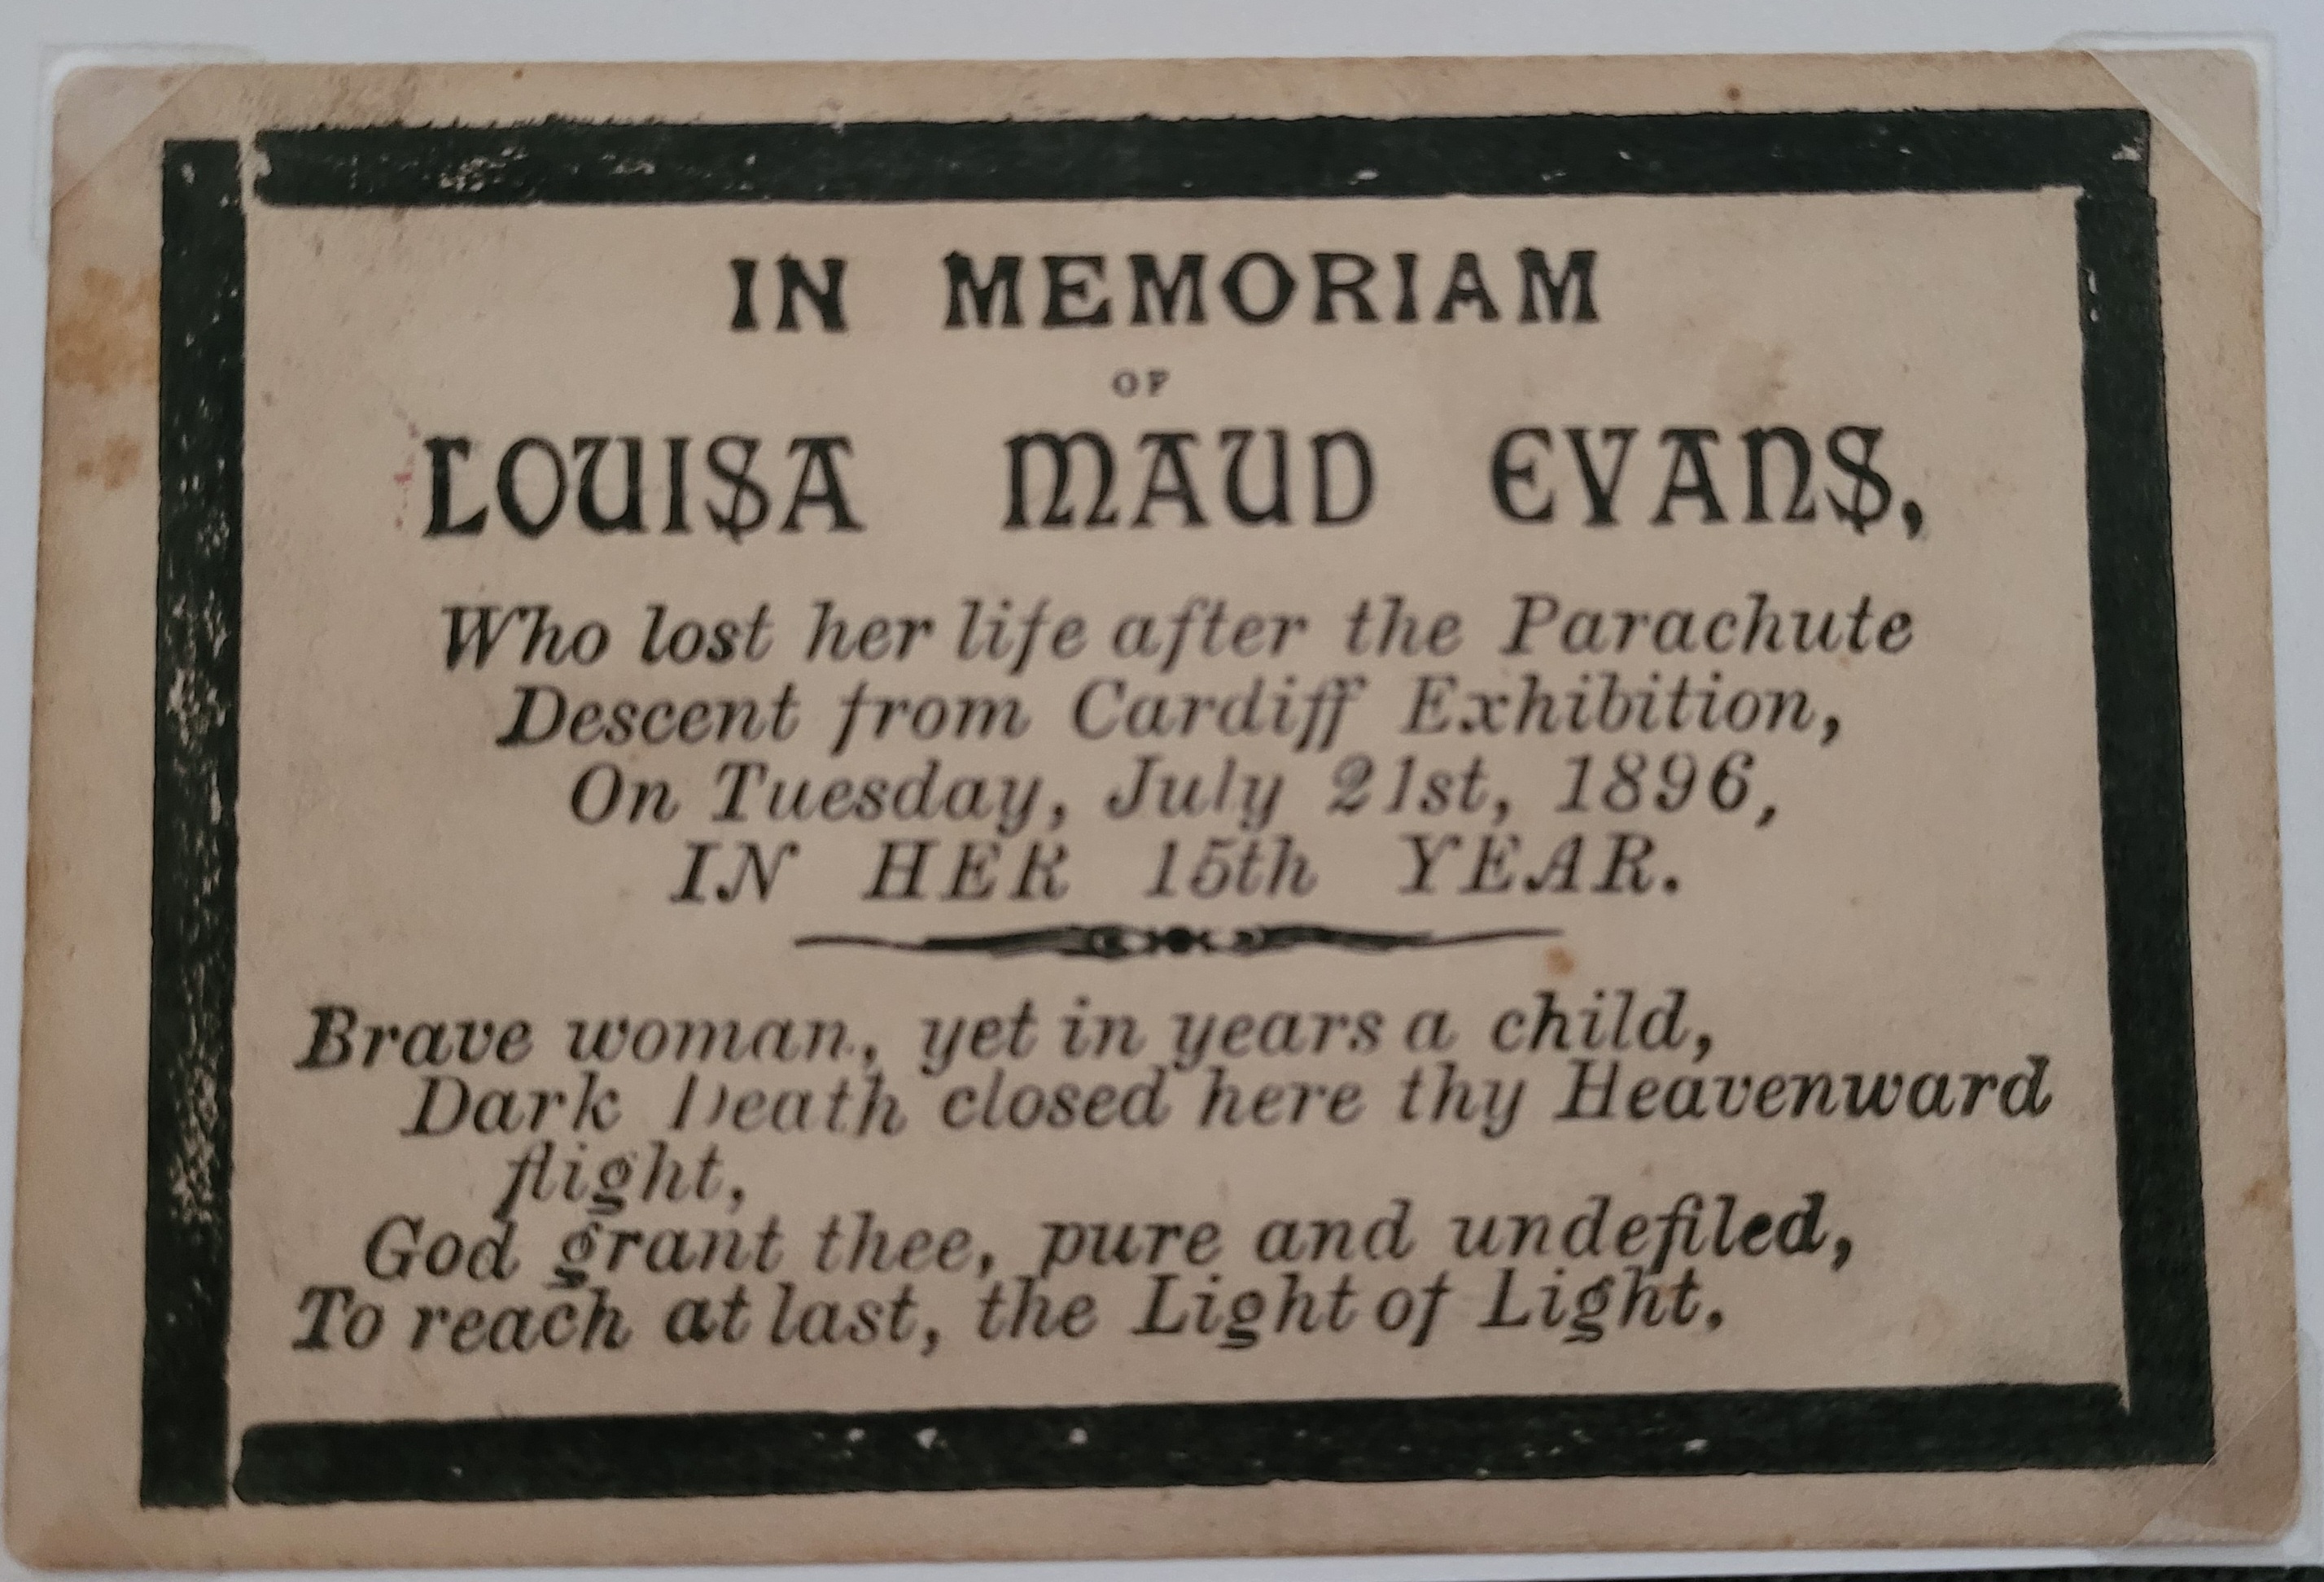 IN MEMORIAM
OF
LOUISA MAUD EVANS,
Who lost her life after the Parachute
Descent from Cardiff Exhibition,
On Tuesday, July 21st, 1896,
IN HER 15th YEAR.
Brave woman, yet in years a child,
Dark Death closed here thy Heavenward
flight,
God grant thee, pure and undefiled,
To reach at last, the Light of Light.